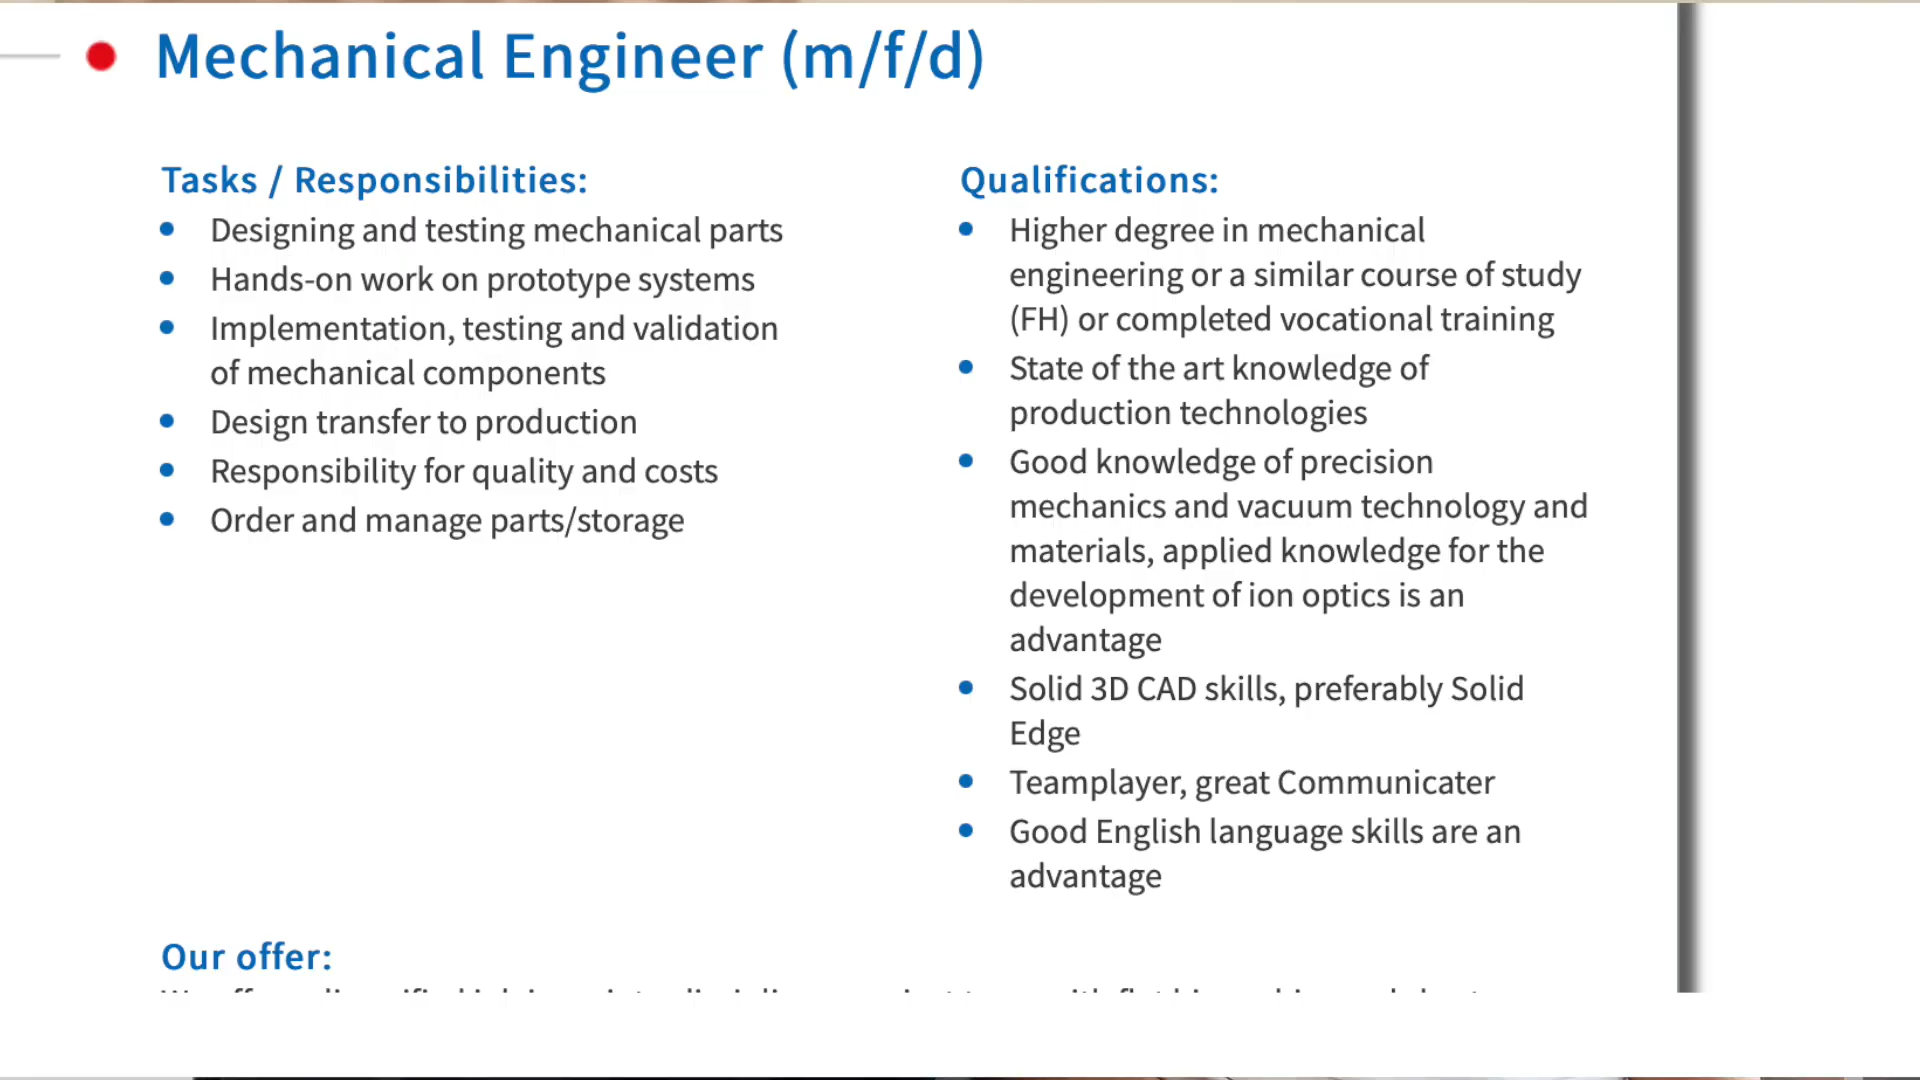 Mechanical Engineer (m/f/d)
Tasks / Responsibilities:
Designing and testing mechanical parts
Hands-on work on prototype systems
Implementation, testing and validation
of mechanical components
Design transfer to production
Responsibility for quality and costs
Order and manage parts/storage
Qualifications:
Higher degree in mechanical
engineering or a similar course of study
(FH) or completed vocational training
State of the art knowledge of
production technologies
Good knowledge of precision
mechanics and vacuum technology and
materials, applied knowledge for the
development of ion optics is an
advantage
Solid 3D CAD skills, preferably Solid
Edge
Teamplayer, great Communicater
Good English language skills are an
advantage
Our offer: